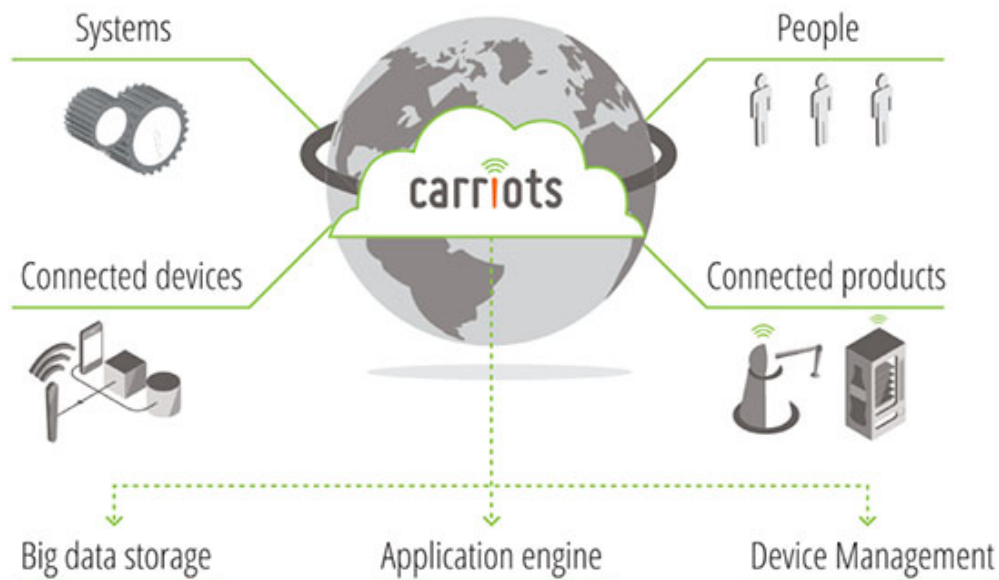 Systems
People
carriots
Connected devices
Connected products
Big data storage
Application engine
Device Management